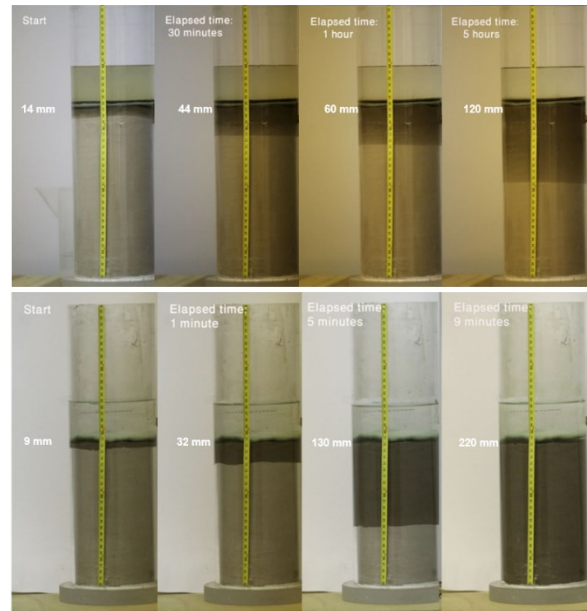 Start
14 mm
Elapsed time:
30 minutes
44 mm
Elapsed time:
1 hour
60 mm
Elapsed time:
5 hours
120 mm
Start
9 mm
Elapsed time:
1 minute
32 mm
Elapsed time:
5 minutes
130 mm
Elapsed time:
9 minutes
220 mm